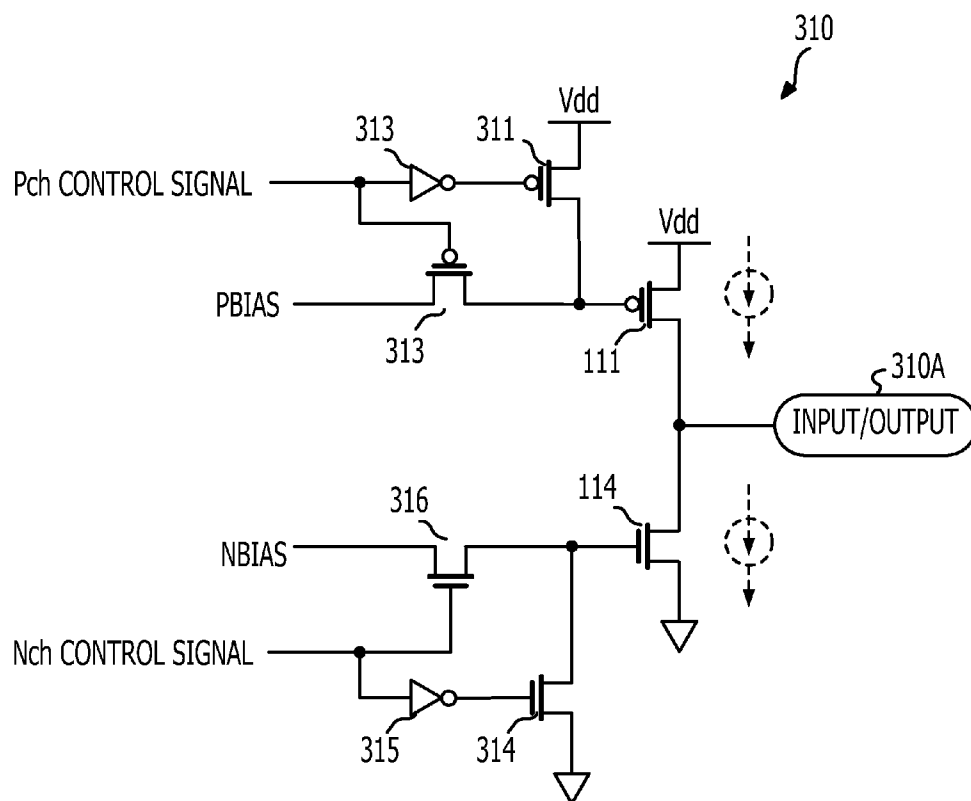 310
Vdd
313
311
Pch CONTROL SIGNAL
Vdd
PBIAS
313
111
310A
INPUT/OUTPUT
114
316
NBIAS
Nch CONTROL SIGNAL
315
314